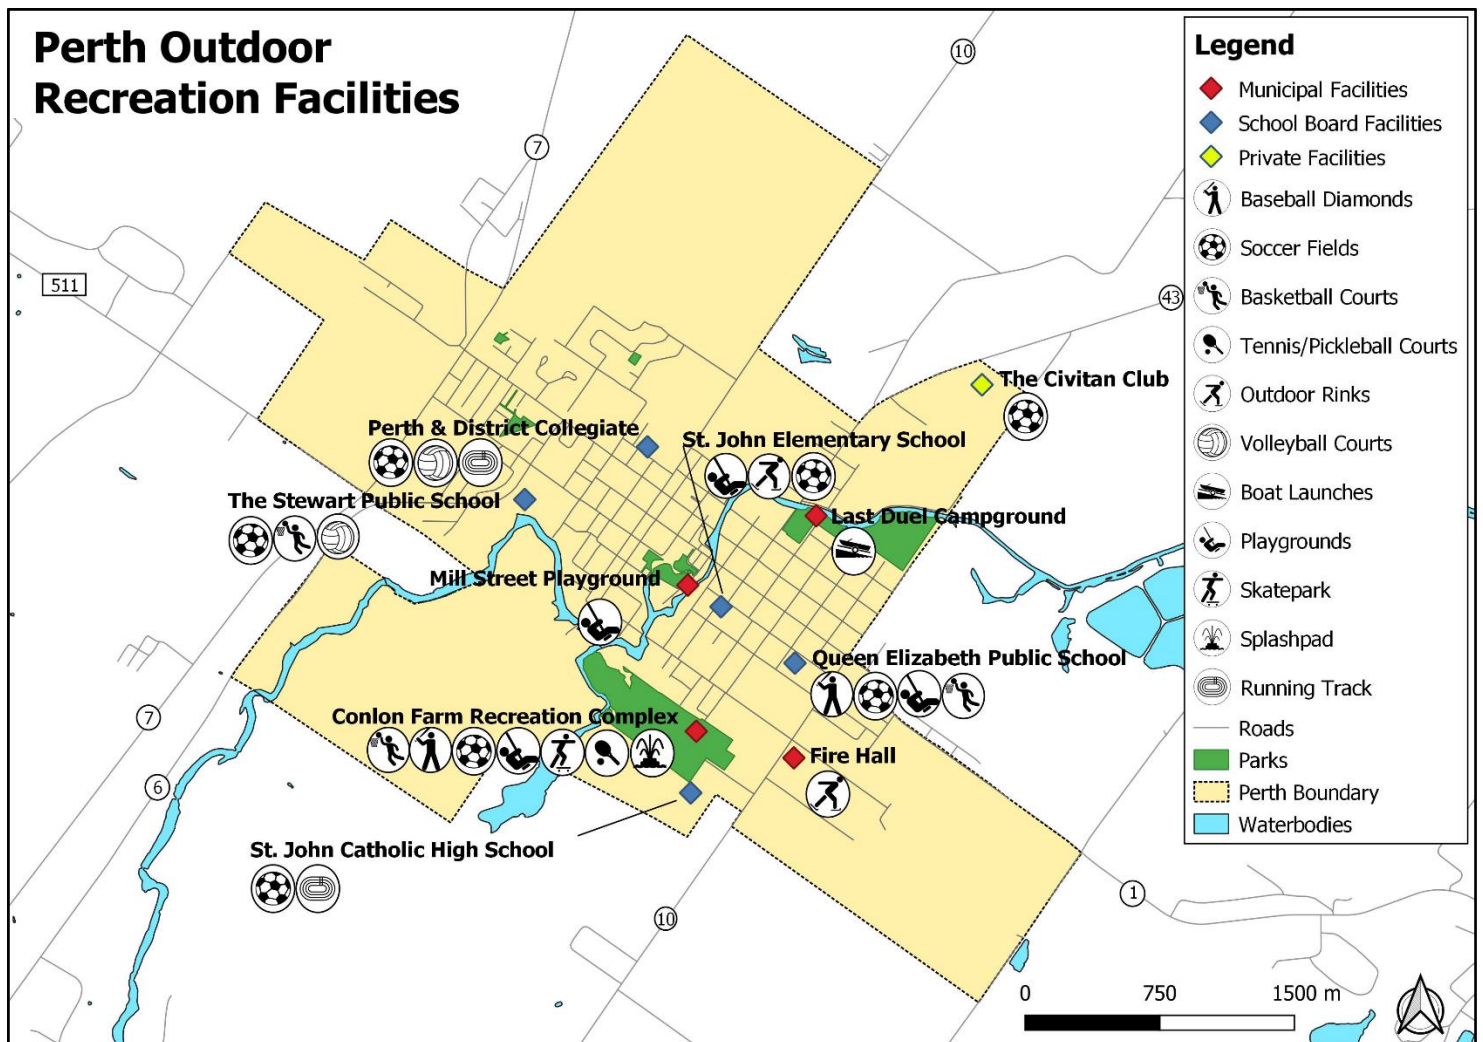 Perth Outdoor
Recreation Facilities
10
7
511
43
The Civitan Club
Perth & District Collegiate
St. John Elementary School
The Stewart Public School
Last Duel Campground
Mill Street Playground
Queen Elizabeth Public School
Conlon Farm Recreation Complex
7
Fire Hall
6
St. John Catholic High School
1
10
0 750 1500 m
Legend
Municipal Facilities
School Board Facilities
Private Facilities
Baseball Diamonds
Soccer Fields
Basketball Courts
Tennis/Pickleball Courts
Outdoor Rinks
Volleyball Courts
Boat Launches
Playgrounds
Skatepark
Splashpad
Running Track
Roads
Parks
Perth Boundary
Waterbodies